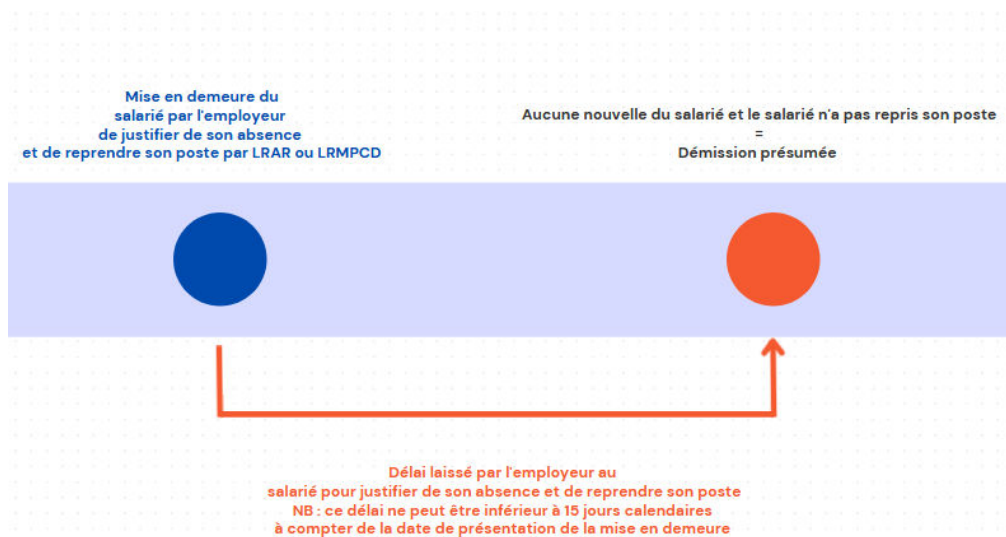 Mise en demeure du
salarié par l'employeur
de justifier de son absence
et de reprendre son poste par LRAR ou LRMPCD
Aucune nouvelle du salarié et le salarié n'a pas repris son poste
=
Démission présumée
Délai laissé par l'employeur au
salarié pour justifier de son absence et de reprendre son poste
NB : ce délai ne peut être inférieur à 15 jours calendaires
à compter de la date de présentation de la mise en demeure